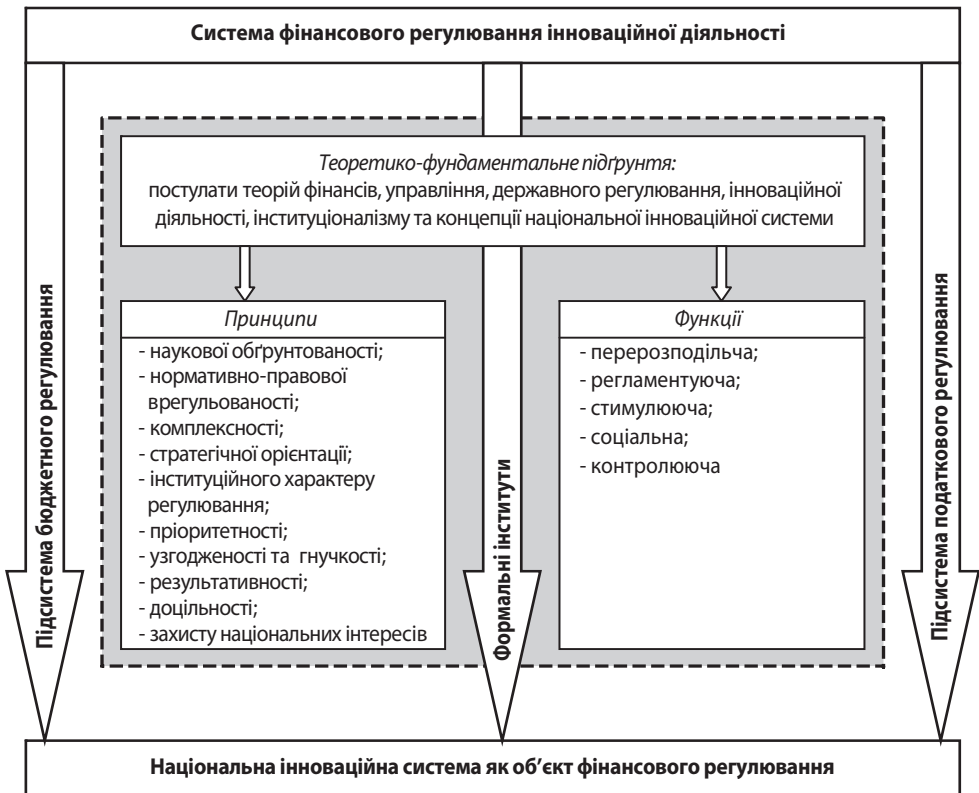 Система фінансового регулювання інноваційної діяльності
Теоретико-фундаментальне підґрунтя:
постулати теорій фінансів, управління, державного регулювання, інноваційної
діяльності, інституціоналізму та концепції національної інноваційної системи
Підсистема бюджетного регулювання
Принципи
- наукової обґрунтованості;
- нормативно-правової
врегульованості;
- комплексності;
- стратегічної орієнтації;
- інституційного характеру
регулювання;
- пріоритетності;
- узгодженості та гнучкості;
- результативності;
- доцільності;
- захисту національних інтересів
Формальні інститути
Функції
- перерозподільча;
- регламентуюча;
- стимулююча;
- соціальна;
- контролююча
Підсистема податкового регулювання
Національна інноваційна система як об’єкт фінансового регулювання